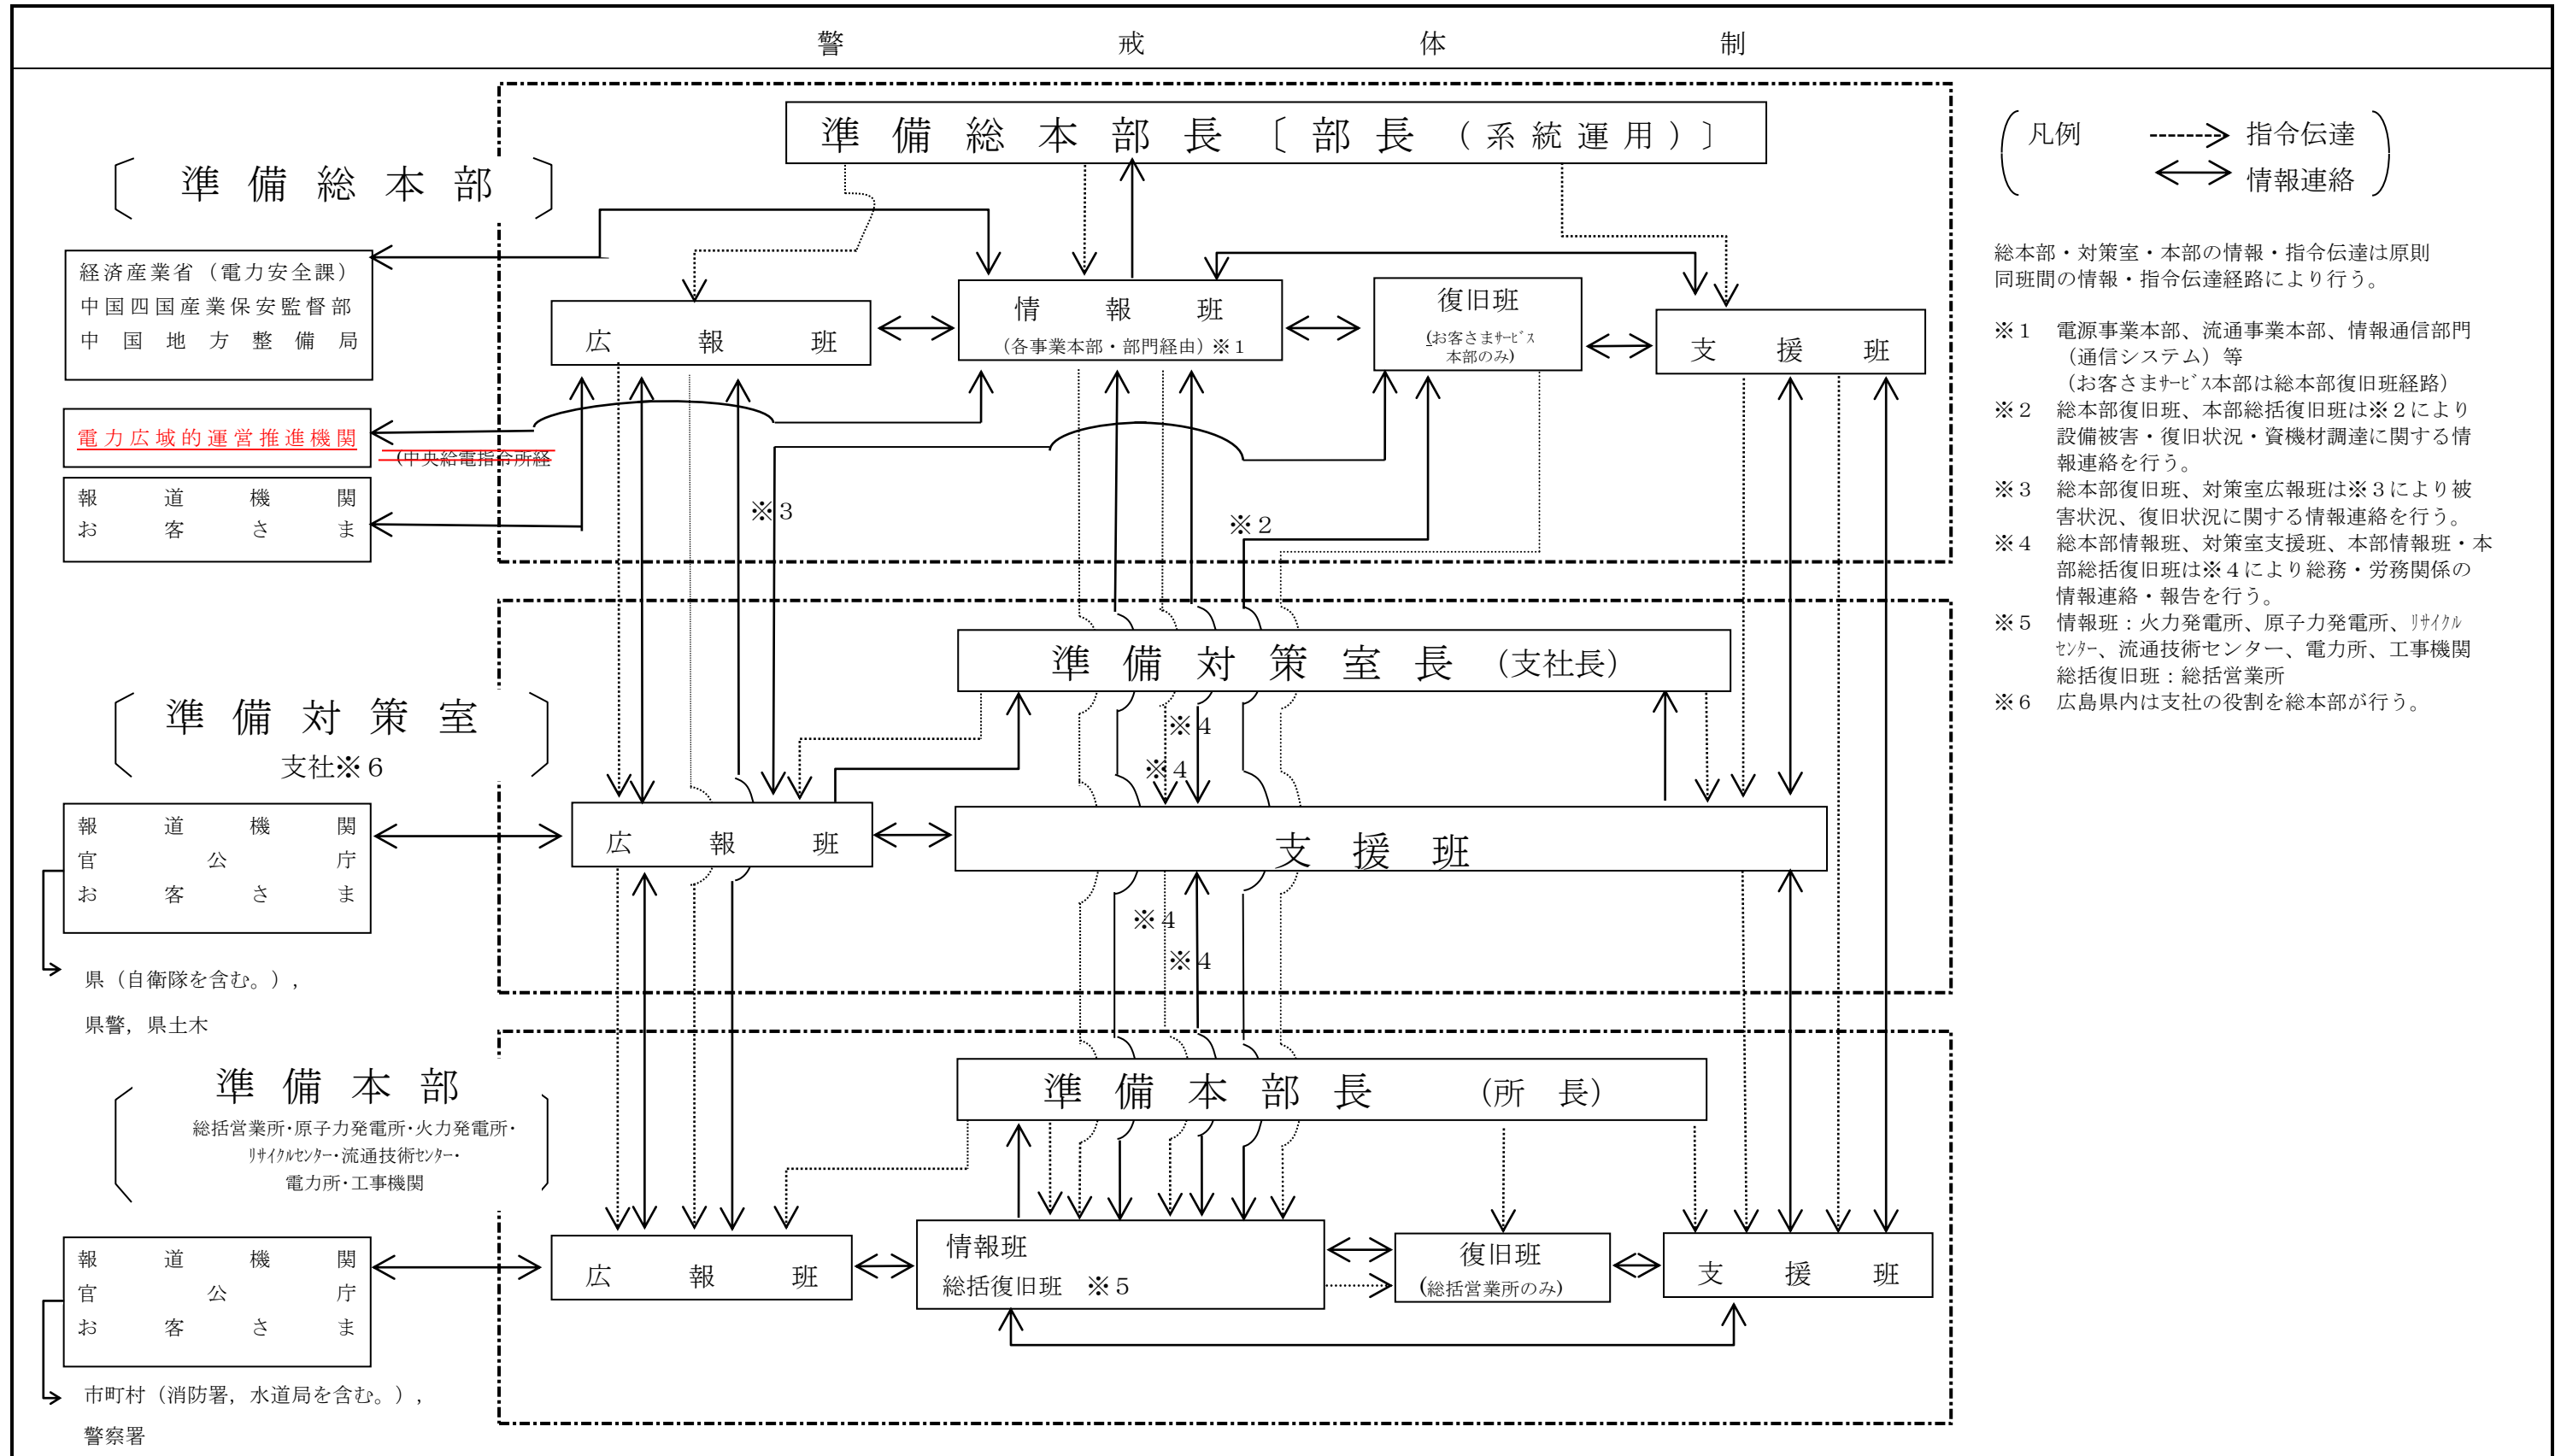 警戒体制
準備総本部長〔部長（系統運用）〕
凡例
指令伝達
情報連絡
準備総本部
経済産業省（電力安全課）
中国四国産業保安監督部
中国地方整備局
電力広域的運営推進機関
(中央給電指令所経
報道機関
お客さま
広報班
情報班
（各事業本部・部門経由）※１
復旧班
(お客さまｻｰﾋﾞｽ
本部のみ)
支援班
※３
※２
総本部・対策室・本部の情報・指令伝達は原則
同班間の情報・指令伝達経路により行う。
※１　電源事業本部、流通事業本部、情報通信部門
（通信システム）等
（お客さまｻｰﾋﾞｽ本部は総本部復旧班経路）
※２　総本部復旧班、本部総括復旧班は※２により
設備被害・復旧状況・資機材調達に関する情
報連絡を行う。
※３　総本部復旧班、対策室広報班は※３により被
害状況、復旧状況に関する情報連絡を行う。
※４　総本部情報班、対策室支援班、本部情報班・本
部総括復旧班は※４により総務・労務関係の
情報連絡・報告を行う。
※５　情報班：火力発電所、原子力発電所、ﾘｻｲｸﾙ
ｾﾝﾀｰ、流通技術センター、電力所、工事機関
総括復旧班：総括営業所
※６　広島県内は支社の役割を総本部が行う。
準備対策室
支社※６
準備対策室長（支社長）
※４
※４
報道機関
官公庁
お客さま
県（自衛隊を含む。），
県警，県土木
広報班
支援班
※４
※４
準備本部
総括営業所･原子力発電所･火力発電所･
ﾘｻｲｸﾙｾﾝﾀｰ･流通技術ｾﾝﾀｰ･
電力所･工事機関
準備本部長（所　長）
報道機関
官公庁
お客さま
市町村（消防署，水道局を含む。），
警察署
広報班
情報班
総括復旧班　※５
復旧班
(総括営業所のみ)
支援班